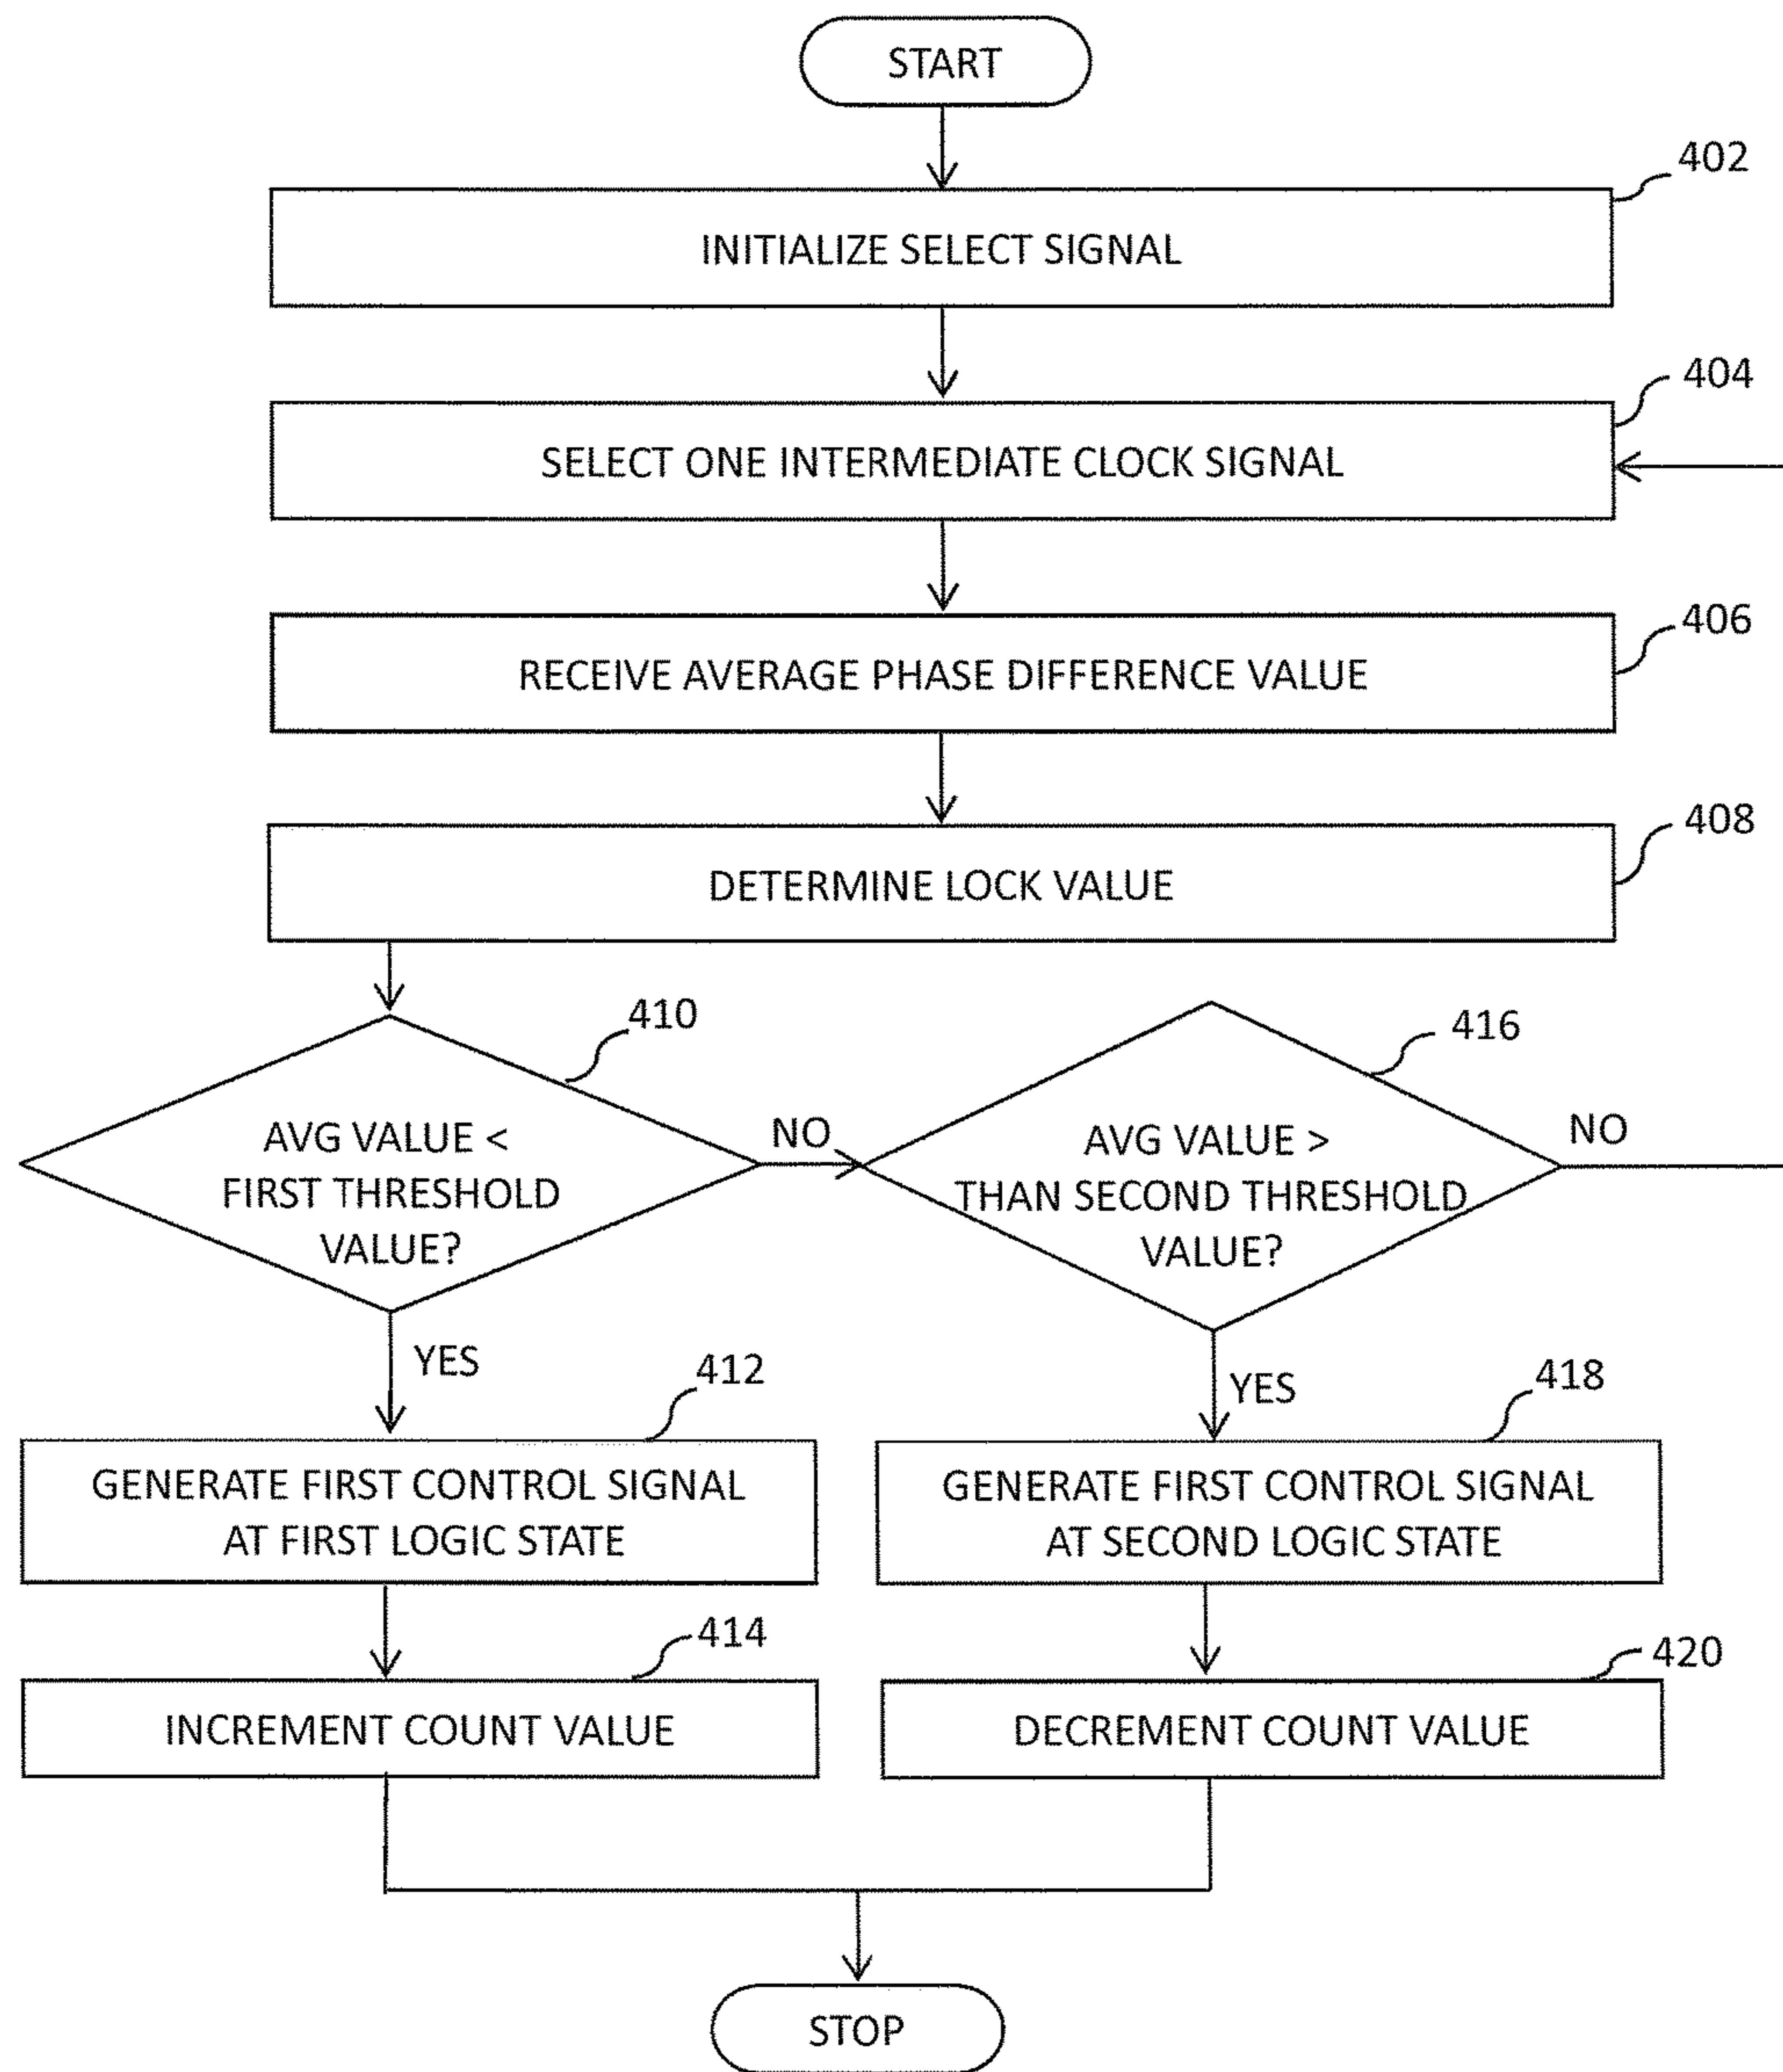 START
402
INITIALIZE SELECT SIGNAL
404
SELECT ONE INTERMEDIATE CLOCK SIGNAL
406
RECEIVE AVERAGE PHASE DIFFERENCE VALUE
408
DETERMINE LOCK VALUE
410
AVG VALUE <
FIRST THRESHOLD
VALUE?
NO
416
AVG VALUE >
THAN SECOND THRESHOLD
VALUE?
NO
YES
412
GENERATE FIRST CONTROL SIGNAL
AT FIRST LOGIC STATE
YES
418
GENERATE FIRST CONTROL SIGNAL
AT SECOND LOGIC STATE
414
INCREMENT COUNT VALUE
420
DECREMENT COUNT VALUE
STOP